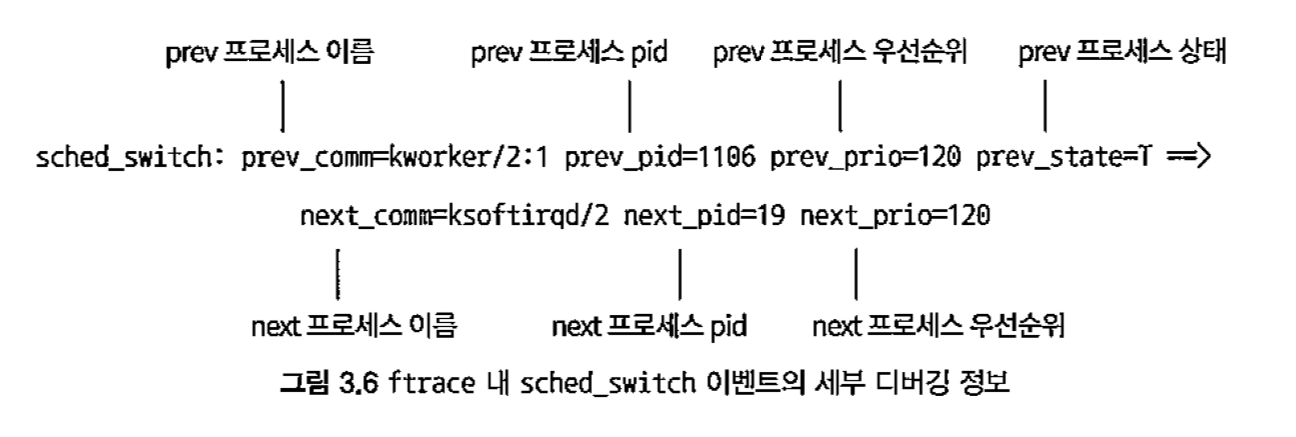 prev 프로세스 이름 prev 프로세스 pid prev 프로세스 우선순위 prev 프로세스 상태
sched_switch: prev_comm=kworker/2:1 prev_pid=1106 prev_prio=120 prev_state=T ==>
next_comm=ksoftirqd/2 next_pid=19 next_prio=120
next 프로세스 이름 next 프로세스 pid next 프로세스 우선순위
그림 3.6 ftrace 내 sched_switch 이벤트의 세부 디버깅 정보